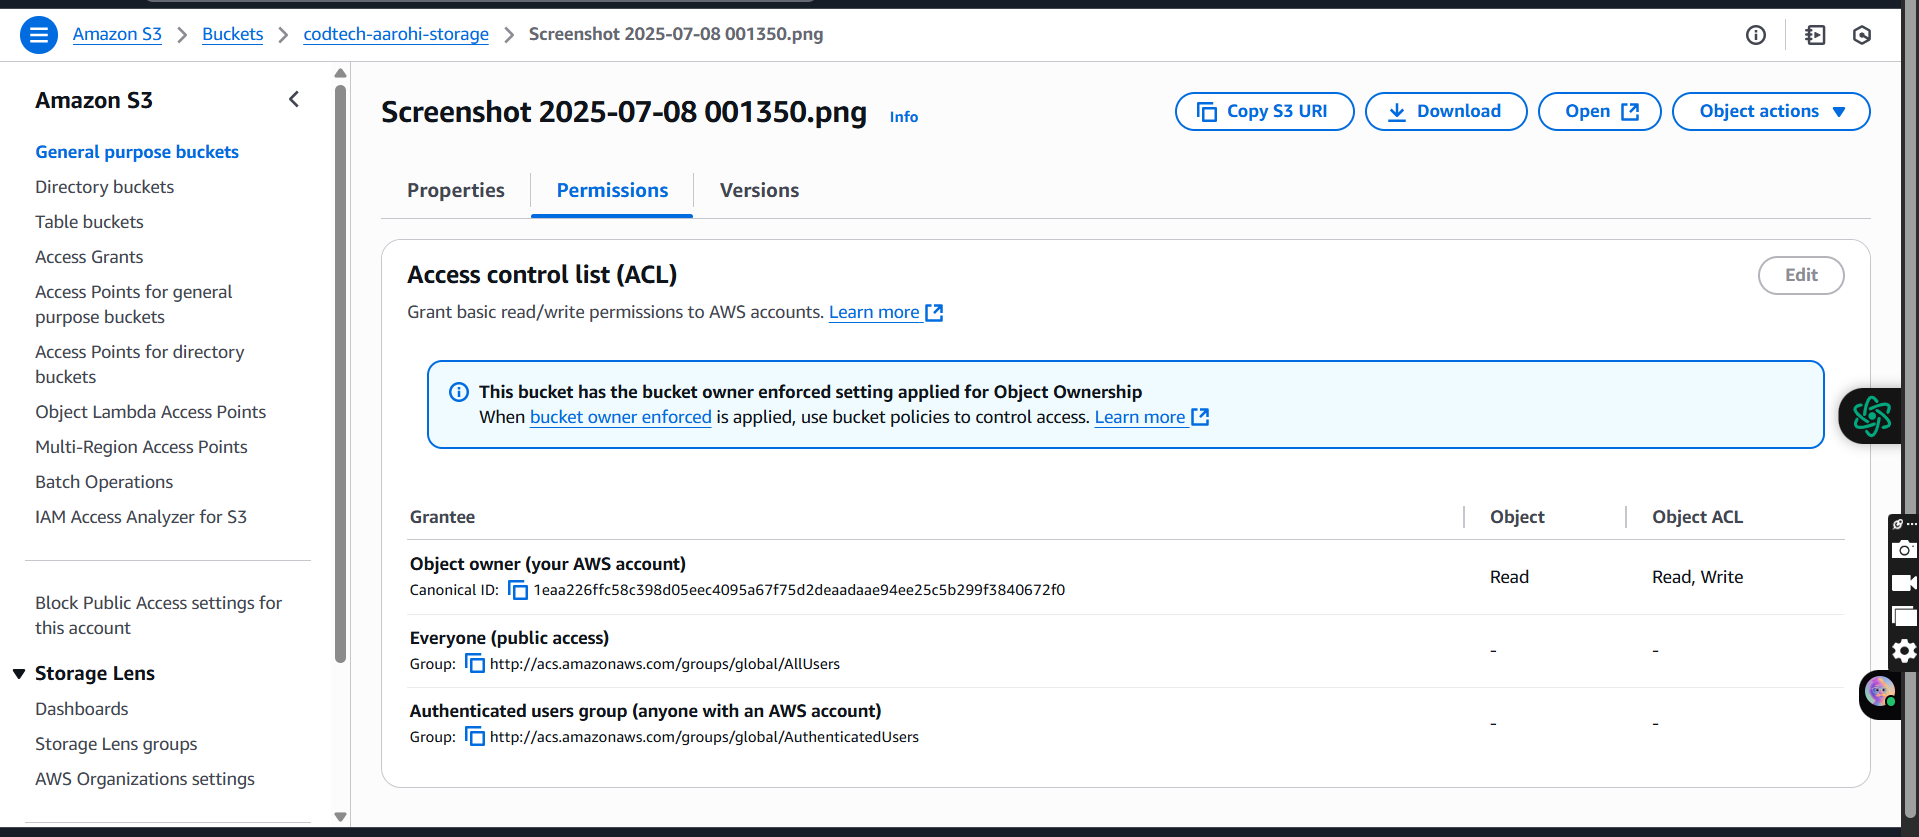 Amazon S3 > Buckets > codtech-aarohi-storage > Screenshot 2025-07-08 001350.png
Amazon S3
General purpose buckets
Directory buckets
Table buckets
Access Grants
Access Points for general
purpose buckets
Access Points for directory
buckets
Object Lambda Access Points
Multi-Region Access Points
Batch Operations
IAM Access Analyzer for S3
Block Public Access settings for
this account
Storage Lens
Dashboards
Storage Lens groups
AWS Organizations settings
Screenshot 2025-07-08 001350.png Info
Copy S3 URI Download Open Object actions
Properties Permissions Versions
Access control list (ACL)
Edit
Grant basic read/write permissions to AWS accounts. Learn more
This bucket has the bucket owner enforced setting applied for Object Ownership
When bucket owner enforced is applied, use bucket policies to control access. Learn more
Grantee Object Object ACL
Object owner (your AWS account)
Canonical ID: 1eaa226ffc58c398d05eec4095a67f75d2deaadaae94ee25c5b299f3840672f0
Read Read, Write
Everyone (public access)
Group: http://acs.amazonaws.com/groups/global/AllUsers
- -
Authenticated users group (anyone with an AWS account)
Group: http://acs.amazonaws.com/groups/global/AuthenticatedUsers
- -